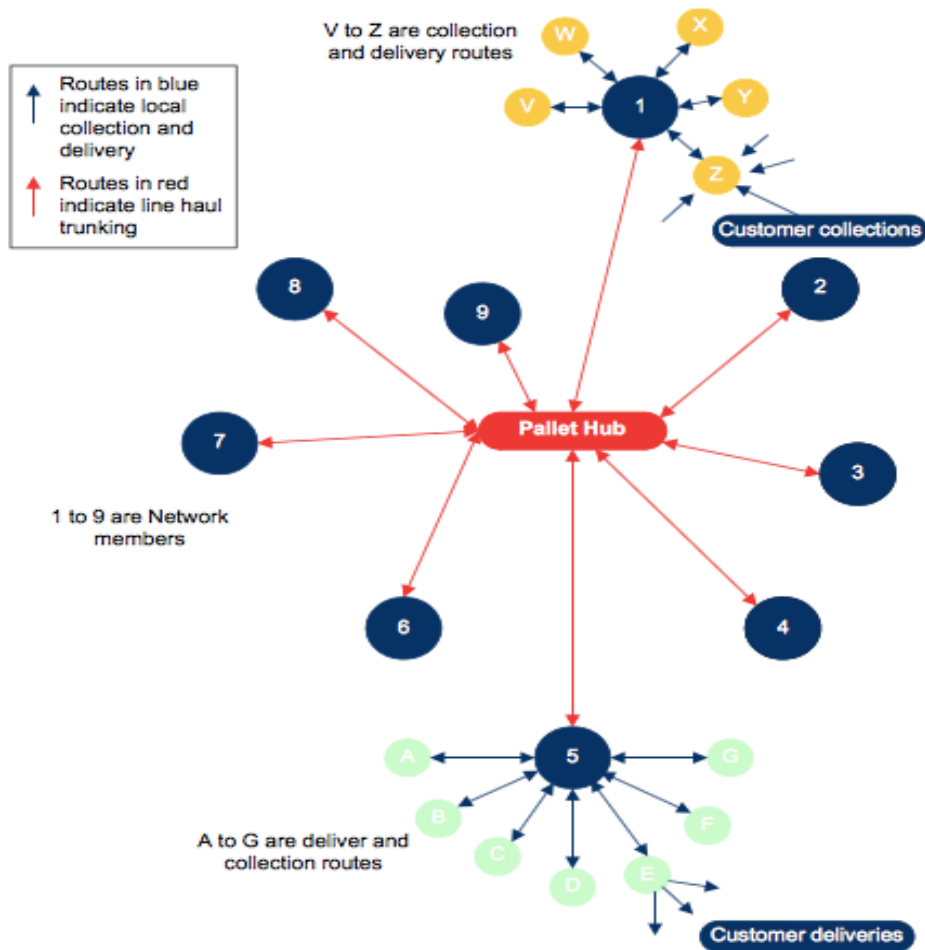 V to Z are collection
and delivery routes
Routes in blue
indicate local
collection and
delivery
Routes in red
indicate line haul
trunking
W
X
V
1
Y
Z
Customer collections
8
9
2
Pallet Hub
7
3
1 to 9 are Network
members
6
4
5
A
G
B
F
C
D
E
A to G are deliver and
collection routes
Customer deliveries